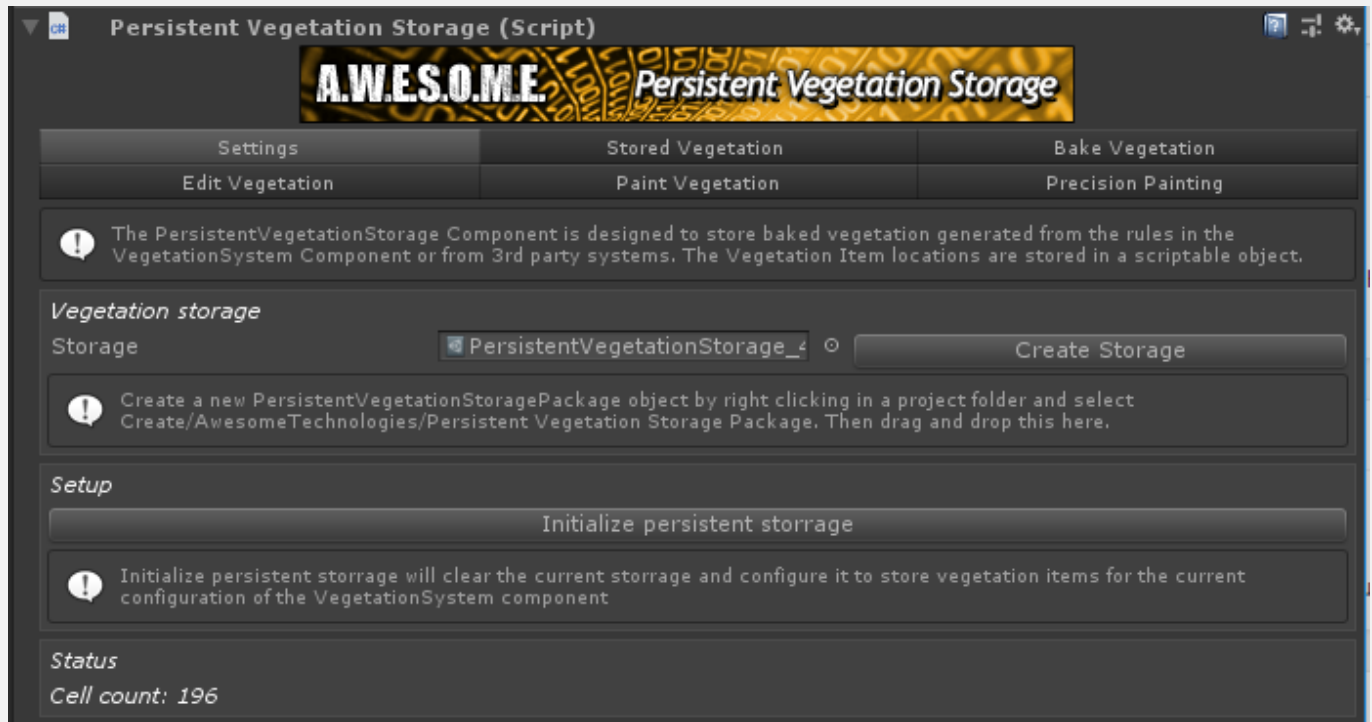 Persistent Vegetation Storage (Script)
A.W.E.S.O.M.E. Persistent Vegetation Storage
Settings Stored Vegetation Bake Vegetation
Edit Vegetation Paint Vegetation Precision Painting
The PersistentVegetationStorage Component is designed to store baked vegetation generated from the rules in the
VegetationSystem Component or from 3rd party systems. The Vegetation Item locations are stored in a scriptable object.
Vegetation storage
Storage PersistentVegetationStorage_ Create Storage
Create a new PersistentVegetationStoragePackage object by right clicking in a project folder and select
Create/AwesomeTechnologies/Persistent Vegetation Storage Package. Then drag and drop this here.
Setup
Initialize persistent storrage
Initialize persistent storrage will clear the current storrage and configure it to store vegetation items for the current
configuration of the VegetationSystem component
Status
Cell count: 196